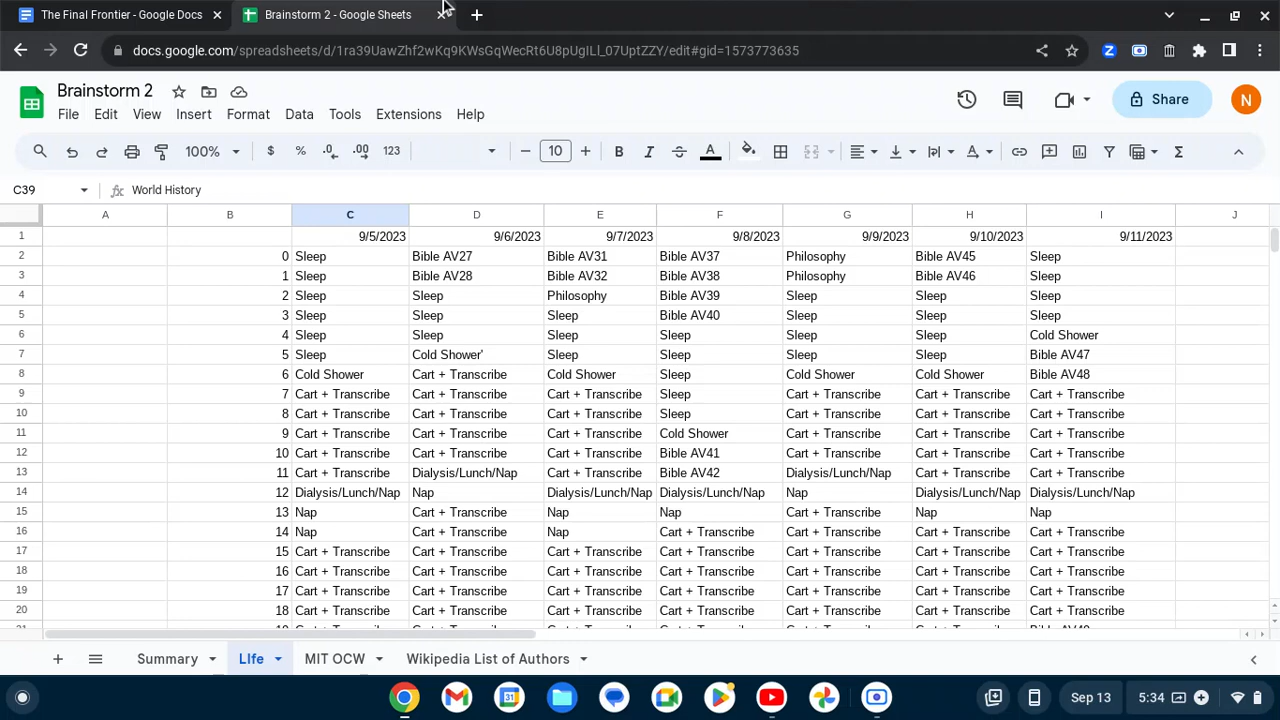 The Final Frontier - Google Docs
Brainstorm 2 - Google Sheets
docs.google.com/spreadsheets/d/1ra39UawZhf2wKq9KWsGqWecRt6U8pUgILl_07UptZZY/edit#gid=1573773635
Brainstorm 2
File Edit View Insert Format Data Tools Extensions Help
Share
N
100% $ % .0 .00 123 10 B I A
C39 World History
A B C D E F G H I J
1 9/5/2023 9/6/2023 9/7/2023 9/8/2023 9/9/2023 9/10/2023 9/11/2023
2 0 Sleep Bible AV27 Bible AV31 Bible AV37 Philosophy Bible AV45 Sleep
3 1 Sleep Bible AV28 Bible AV32 Bible AV38 Philosophy Bible AV46 Sleep
4 2 Sleep Sleep Philosophy Bible AV39 Sleep Sleep Sleep
5 3 Sleep Sleep Sleep Bible AV40 Sleep Sleep Sleep
6 4 Sleep Sleep Sleep Sleep Sleep Sleep Cold Shower
7 5 Sleep Cold Shower' Sleep Sleep Sleep Sleep Bible AV47
8 6 Cold Shower Cart + Transcribe Cold Shower Sleep Cold Shower Cold Shower Bible AV48
9 7 Cart + Transcribe Cart + Transcribe Cart + Transcribe Sleep Cart + Transcribe Cart + Transcribe Cart + Transcribe
10 8 Cart + Transcribe Cart + Transcribe Cart + Transcribe Sleep Cart + Transcribe Cart + Transcribe Cart + Transcribe
11 9 Cart + Transcribe Cart + Transcribe Cart + Transcribe Cold Shower Cart + Transcribe Cart + Transcribe Cart + Transcribe
12 10 Cart + Transcribe Cart + Transcribe Cart + Transcribe Bible AV41 Cart + Transcribe Cart + Transcribe Cart + Transcribe
13 11 Cart + Transcribe Dialysis/Lunch/Nap Cart + Transcribe Bible AV42 Dialysis/Lunch/Nap Cart + Transcribe Cart + Transcribe
14 12 Dialysis/Lunch/Nap Nap Dialysis/Lunch/Nap Dialysis/Lunch/Nap Nap Dialysis/Lunch/Nap Dialysis/Lunch/Nap
15 13 Nap Cart + Transcribe Nap Nap Cart + Transcribe Nap Nap
16 14 Nap Cart + Transcribe Nap Cart + Transcribe Cart + Transcribe Cart + Transcribe Cart + Transcribe
17 15 Cart + Transcribe Cart + Transcribe Cart + Transcribe Cart + Transcribe Cart + Transcribe Cart + Transcribe Cart + Transcribe
18 16 Cart + Transcribe Cart + Transcribe Cart + Transcribe Cart + Transcribe Cart + Transcribe Cart + Transcribe Cart + Transcribe
19 17 Cart + Transcribe Cart + Transcribe Cart + Transcribe Cart + Transcribe Cart + Transcribe Cart + Transcribe Cart + Transcribe
20 18 Cart + Transcribe Cart + Transcribe Cart + Transcribe Cart + Transcribe Cart + Transcribe Cart + Transcribe Cart + Transcribe
Summary LIfe MIT OCW Wikipedia List of Authors
Sep 13 5:34